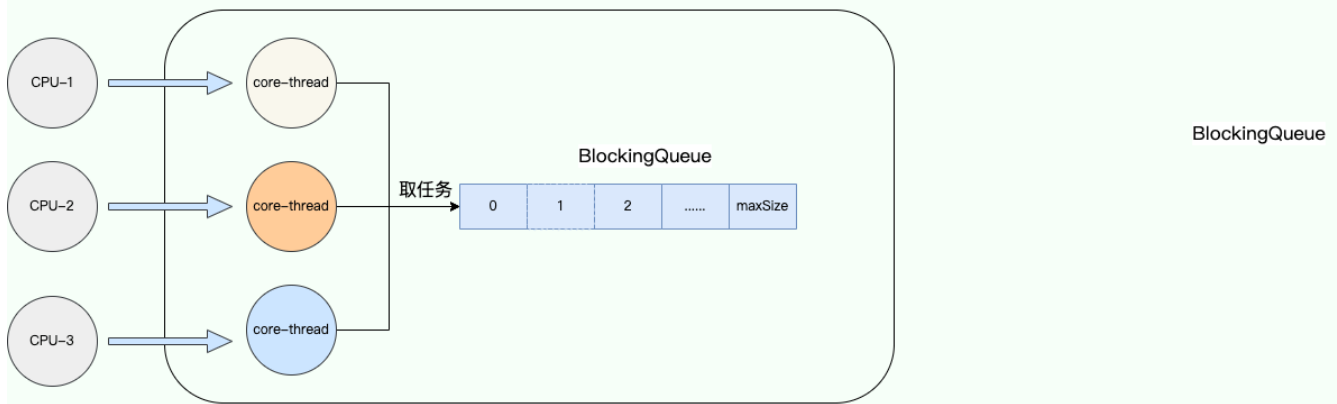 CPU-1
core-thread
BlockingQueue
BlockingQueue
CPU-2
core-thread
取任务
0
1
2
......
maxSize
CPU-3
core-thread